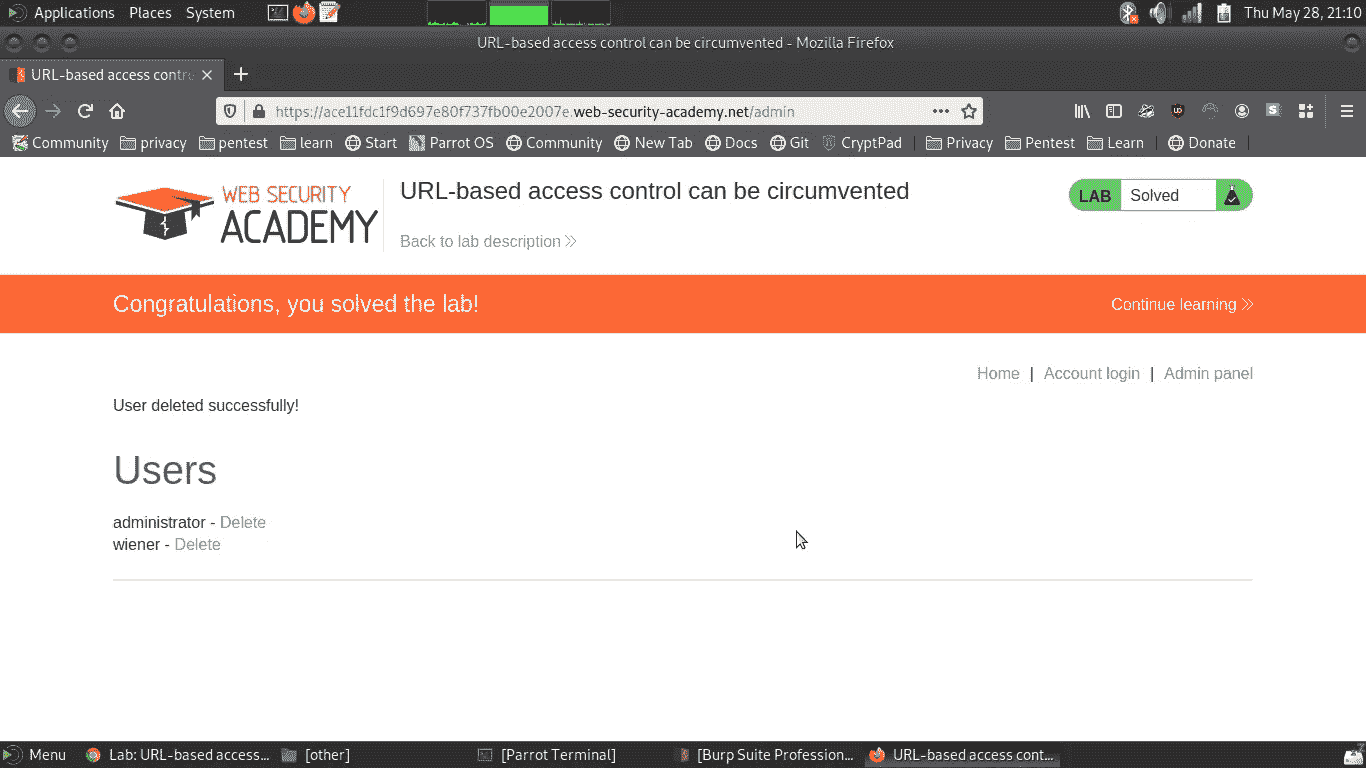 Applications Places System Thu May 28, 21:10
URL-based access control can be circumvented - Mozilla Firefox
URL-based access contr
https://ace11fdc1f9d697e80f737fb00e2007e.web-security-academy.net/admin
Community privacy pentest learn Start Parrot OS Community New Tab Docs Git CryptPad Privacy Pentest Learn Donate
WEB SECURITY
ACADEMY
URL-based access control can be circumvented
LAB Solved
Back to lab description
Congratulations, you solved the lab!
Continue learning
Home | Account login | Admin panel
User deleted successfully!
Users
administrator - Delete
wiener - Delete
Menu Lab: URL-based access... [other] [Parrot Terminal] [Burp Suite Profession... URL-based access cont...